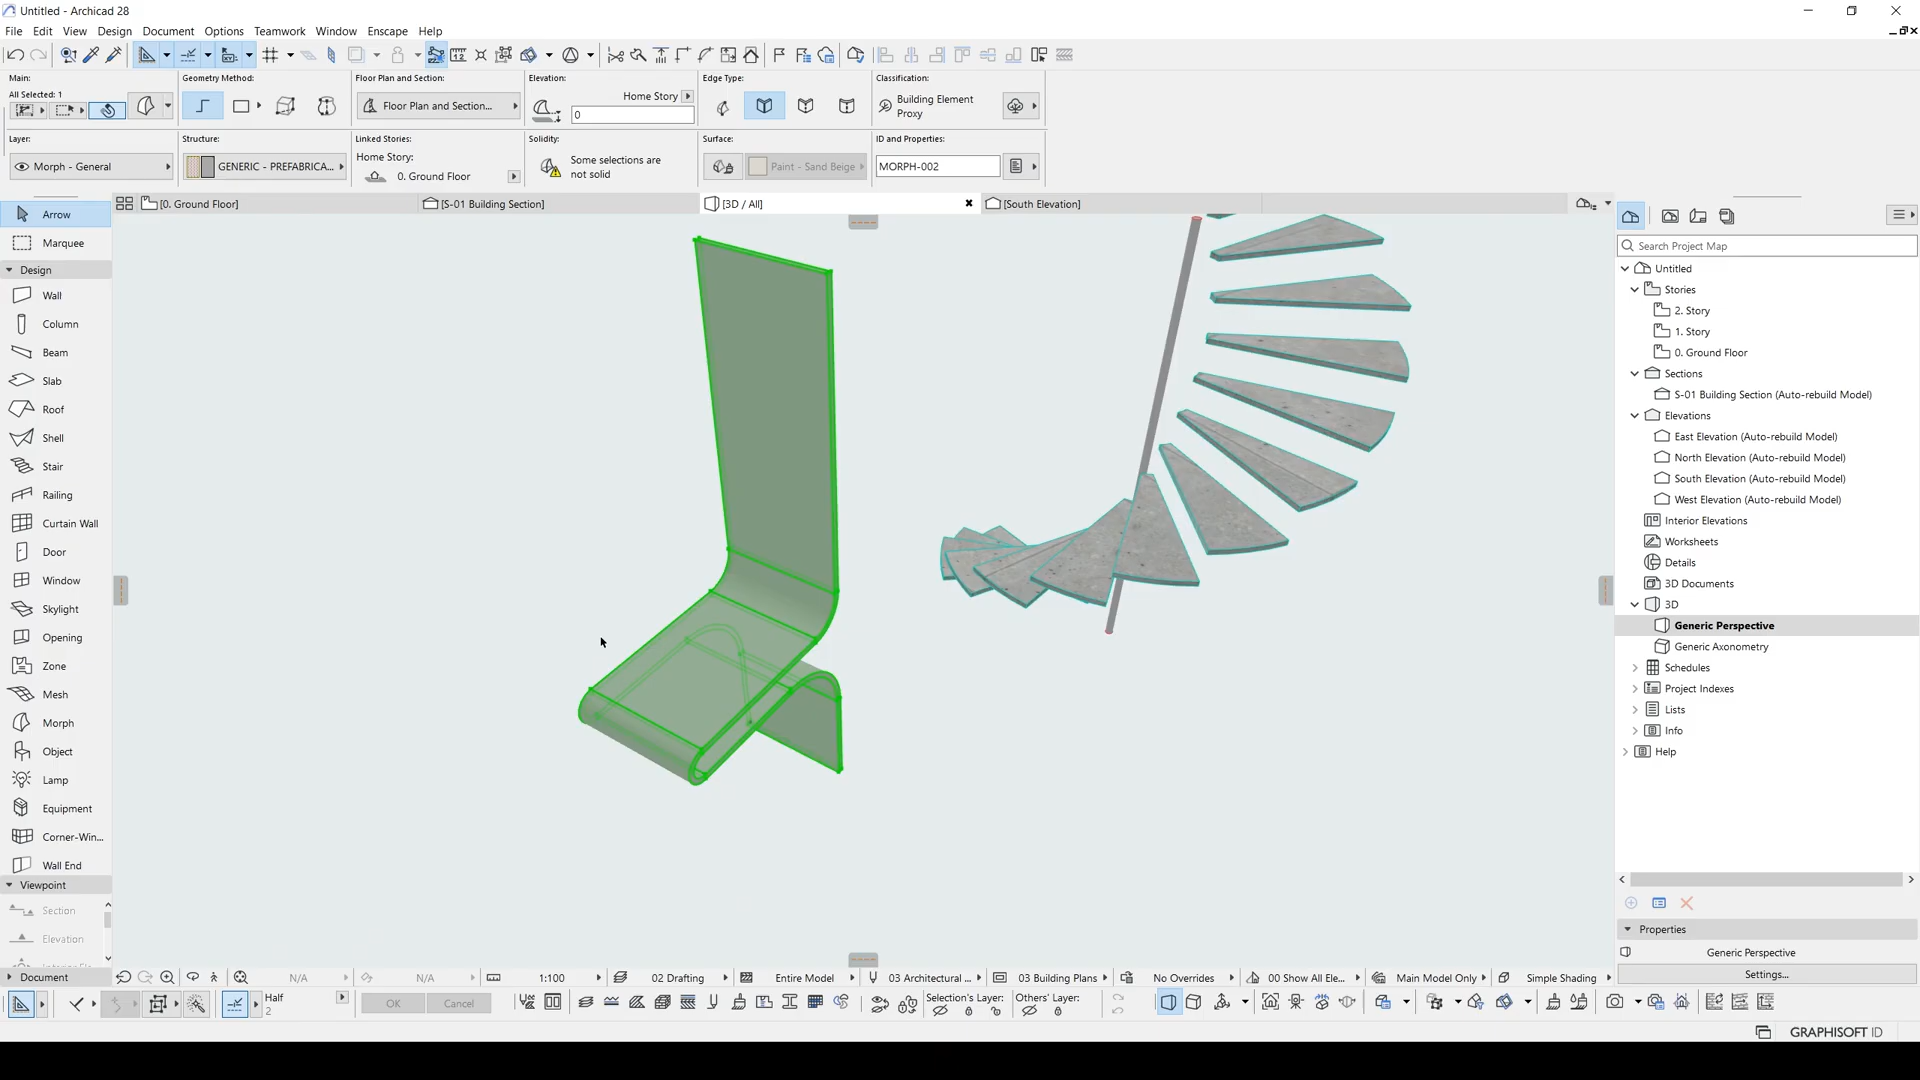 Untitled - Archicad 28
File Edit View Design Document Options Teamwork Window Enscape Help
Main:
All Selected: 1
Geometry Method:
Floor Plan and Section:
Floor Plan and Section...
Elevation:
Home Story
0
Edge Type:
Classification:
Building Element
Proxy
Layer:
Morph - General
Structure:
GENERIC - PREFABRICA...
Linked Stories:
Home Story:
0. Ground Floor
Solidity:
Some selections are
not solid
Surface:
Paint - Sand Beige
ID and Properties:
MORPH-002
[0. Ground Floor]
[S-01 Building Section]
[3D / All]
[South Elevation]
Arrow
Marquee
Design
Wall
Column
Beam
Slab
Roof
Shell
Stair
Railing
Curtain Wall
Door
Window
Skylight
Opening
Zone
Mesh
Morph
Object
Lamp
Equipment
Corner-Win...
Wall End
Viewpoint
Section
Elevation
Document
Search Project Map
Untitled
Stories
2. Story
1. Story
0. Ground Floor
Sections
S-01 Building Section (Auto-rebuild Model)
Elevations
East Elevation (Auto-rebuild Model)
North Elevation (Auto-rebuild Model)
South Elevation (Auto-rebuild Model)
West Elevation (Auto-rebuild Model)
Interior Elevations
Worksheets
Details
3D Documents
3D
Generic Perspective
Generic Axonometry
Schedules
Project Indexes
Lists
Info
Help
Properties
Generic Perspective
Settings...
N/A
N/A
1:100
02 Drafting
Entire Model
03 Architectural ...
03 Building Plans
No Overrides
00 Show All Ele...
Main Model Only
Simple Shading
Half
2
OK
Cancel
Selection's Layer:
Others' Layer:
GRAPHISOFT ID